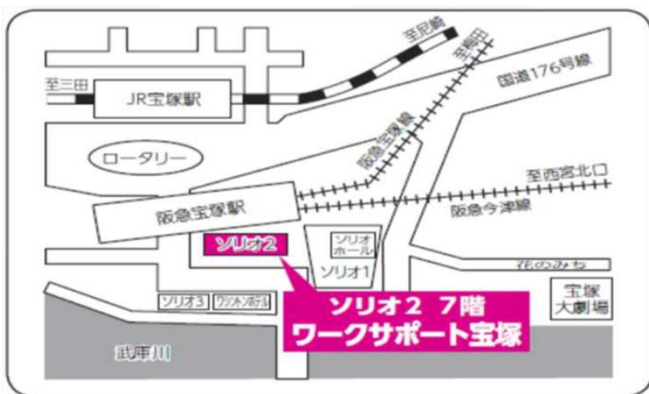 至尼崎
至梅田
国道176号線
至三田
JR宝塚駅
阪急宝塚線
ロータリー
至西宮北口
阪急宝塚駅
阪急今津線
ソリオ2
ソリオ
ホール
ソリオ1
花のみち
ソリオ3
ワシントンホテル
宝塚
大劇場
ソリオ2 7階
ワークサポート宝塚
武庫川